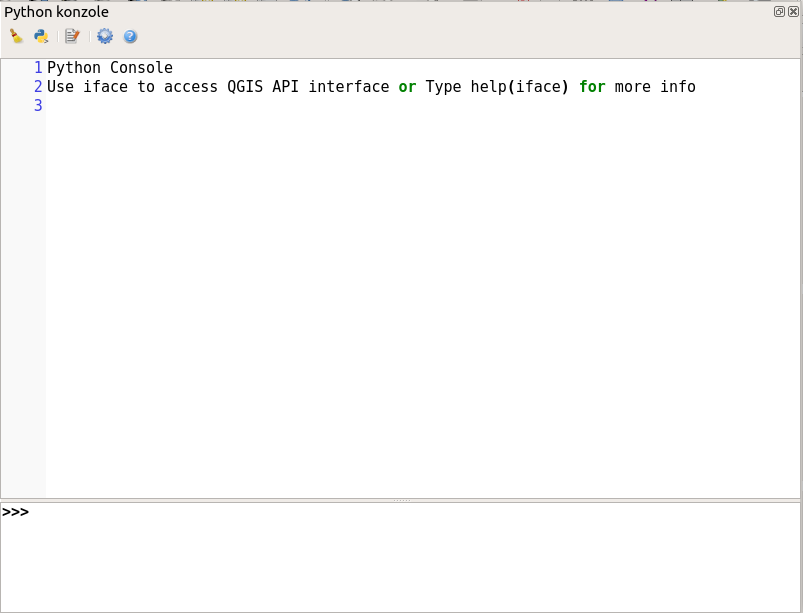 Python konzole
1 Python Console
2 Use iface to access QGIS API interface or Type help(iface) for more info
3
>>>